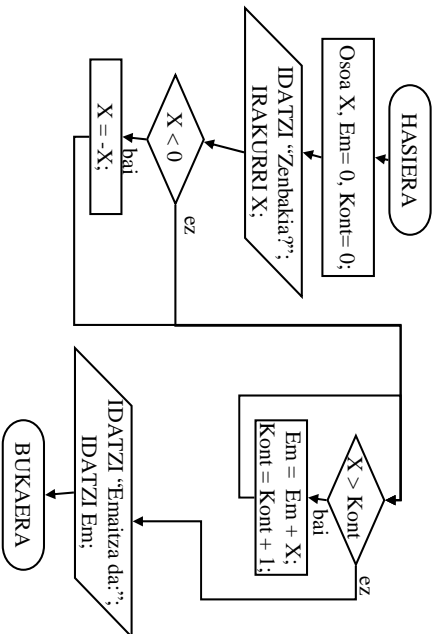 HASIERA
Osoa X, Em= 0, Kont= 0;
IDATZI “Zenbakia?”;
IRAKURRI X;
X < 0
ez
bai
X = -X;
X > Kont
ez
bai
Em = Em + X;
Kont = Kont + 1;
IDATZI “Emaitza da:”;
IDATZI Em;
BUKAERA